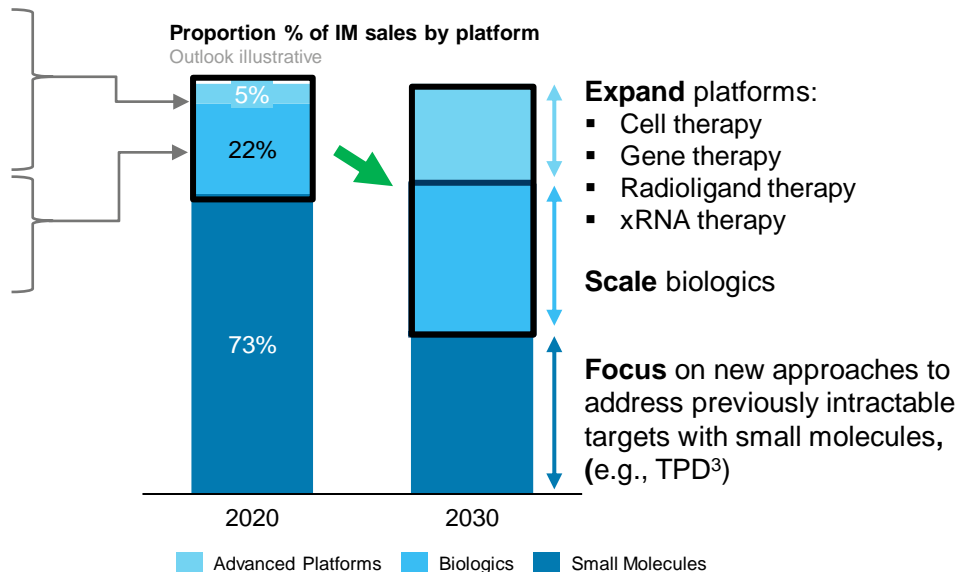 Proportion % of IM sales by platform
Outlook illustrative
5%
22%
73%
2020
2030
Expand platforms:
▪ Cell therapy
▪ Gene therapy
▪ Radioligand therapy
▪ xRNA therapy
Scale biologics
Focus on new approaches to
address previously intractable
targets with small molecules,
(e.g., TPD³)
Advanced Platforms
Biologics
Small Molecules